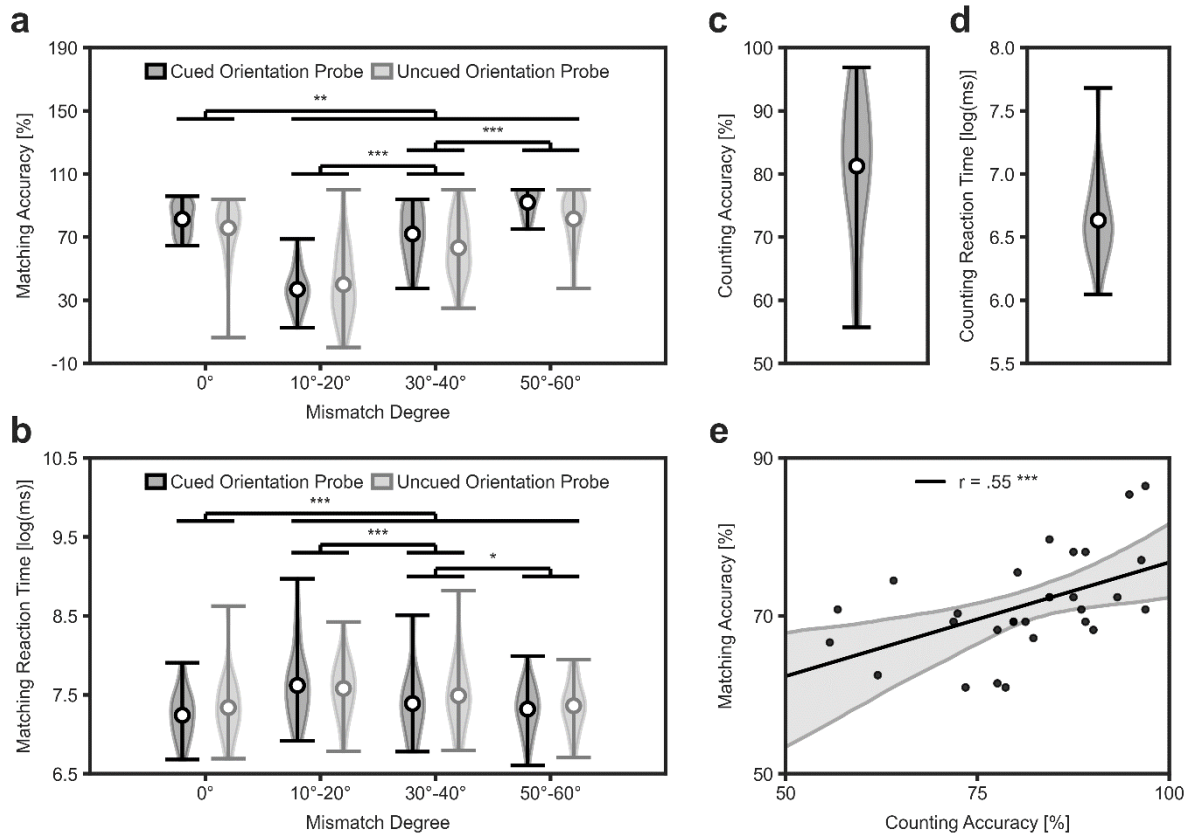 a
190
150
110
70
30
-10
Matching Accuracy [%]
Cued Orientation Probe Uncued Orientation Probe
**
***
***
0° 10°-20° 30°-40° 50°-60°
Mismatch Degree
b
10.5
9.5
8.5
7.5
6.5
Matching Reaction Time [log(ms)]
Cued Orientation Probe Uncued Orientation Probe
***
***
*
0° 10°-20° 30°-40° 50°-60°
Mismatch Degree
c
100
90
80
70
60
50
Counting Accuracy [%]
d
8.0
7.5
7.0
6.5
6.0
5.5
Counting Reaction Time [log(ms)]
e
90
70
50
Matching Accuracy [%]
r = .55 ***
50 75 100
Counting Accuracy [%]